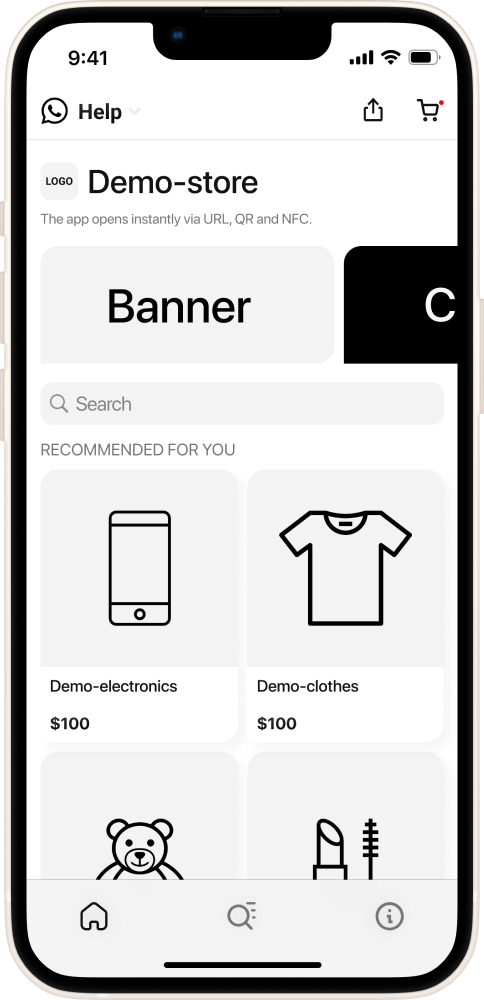 9:41
Help
LOGO Demo-store
The app opens instantly via URL, QR and NFC.
Banner
C
Search
RECOMMENDED FOR YOU
Demo-electronics
$100
Demo-clothes
$100